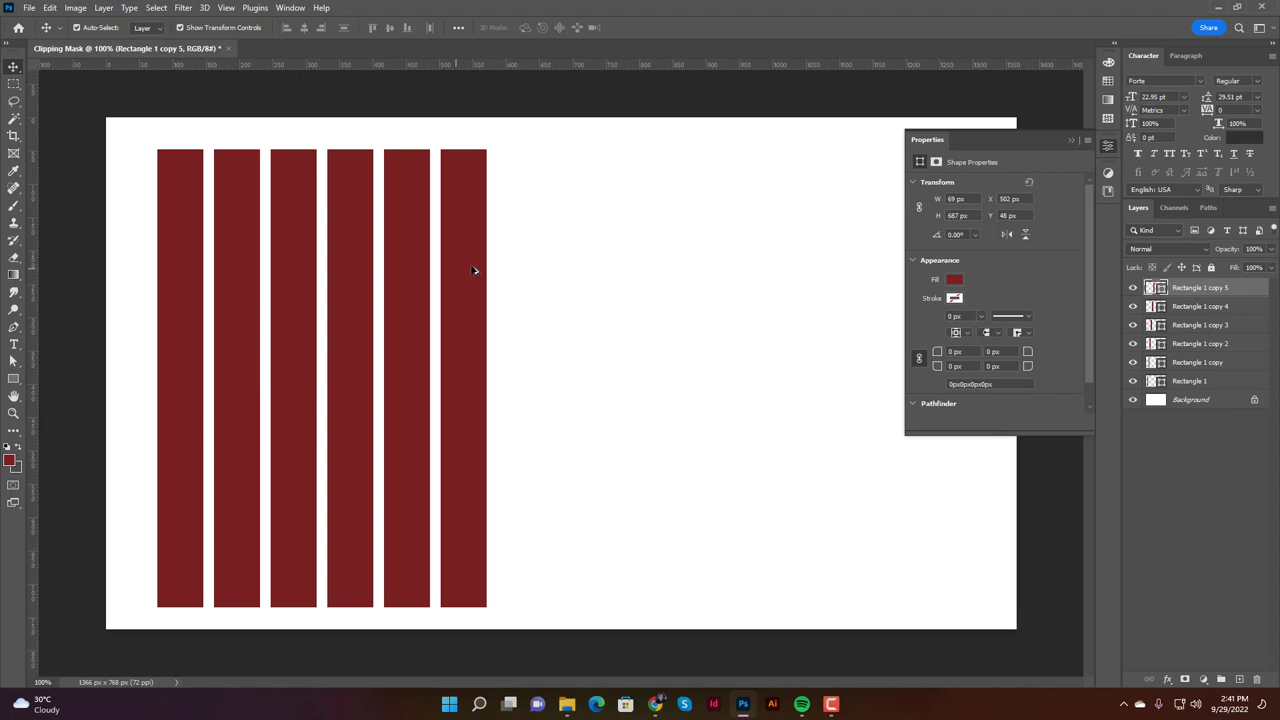 Ps File Edit Image Layer Type Select Filter 3D View Plugins Window Help
Auto-Select: Layer Show Transform Controls 3D Mode: Share
Clipping Mask @ 100% (Rectangle 1 copy 5, RGB/8#) * ×
Character Paragraph
Forte Regular
22.95 pt 29.51 pt
Metrics 0
100% 100%
0 pt Color:
English: USA Sharp
Layers Channels Paths
Kind
Normal Opacity: 100%
Lock: Fill: 100%
Rectangle 1 copy 5
Rectangle 1 copy 4
Rectangle 1 copy 3
Rectangle 1 copy 2
Rectangle 1 copy
Rectangle 1
Background
Properties
Shape Properties
Transform
W 69 px X 502 px
H 687 px Y 48 px
0.00°
Appearance
Fill
Stroke
0 px
0 px 0 px
0 px 0 px
0px0px0px0px
Pathfinder
100% 1366 px x 768 px (72 ppi)
30°C
Cloudy
Id Ps Ai
2:41 PM
9/29/2022